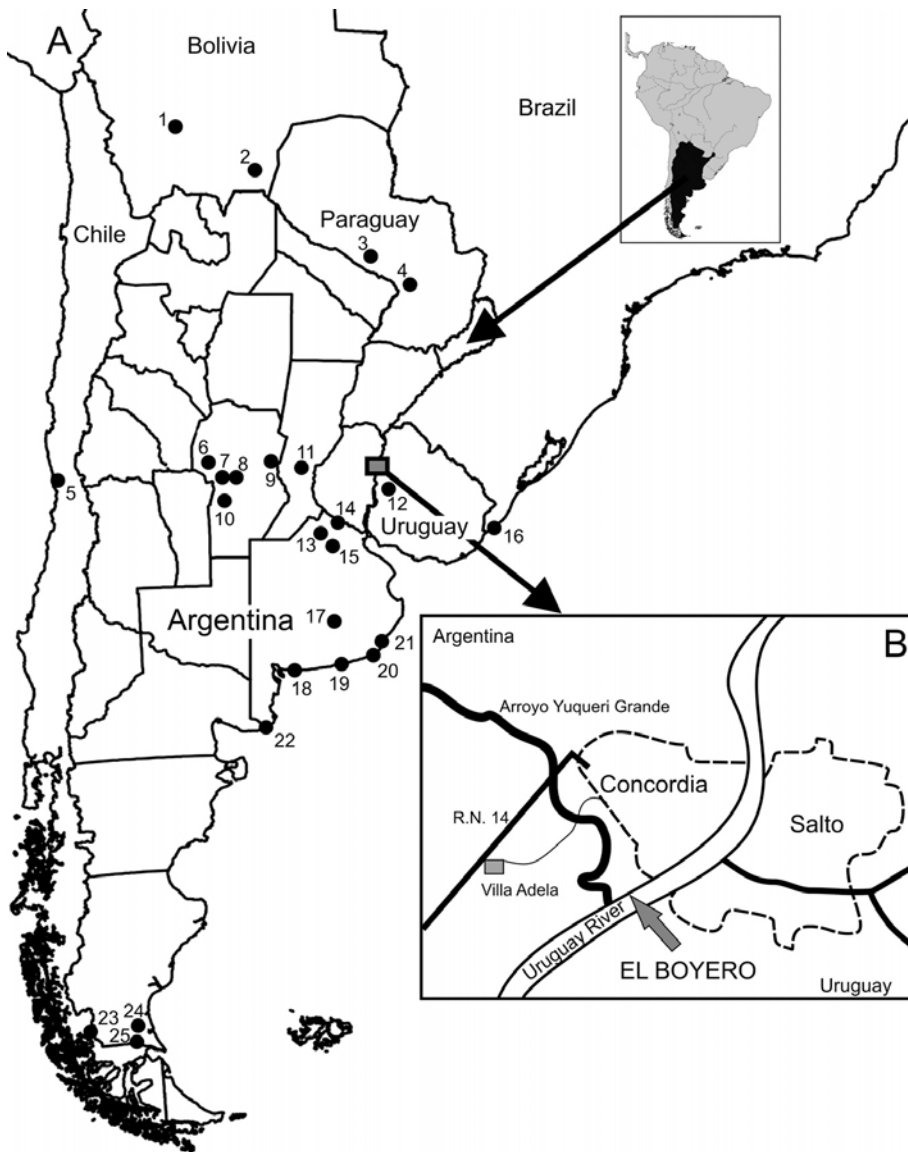 A
Bolivia
Brazil
1
2
Paraguay
Chile
3
4
6
7
8
9
11
5
10
12
14
Uruguay
16
13
15
Argentina
17
21
20
18
19
22
Argentina
B
Arroyo Yuqueri Grande
Concordia
R.N. 14
Salto
Villa Adela
Uruguay River
EL BOYERO
Uruguay
23
24
25